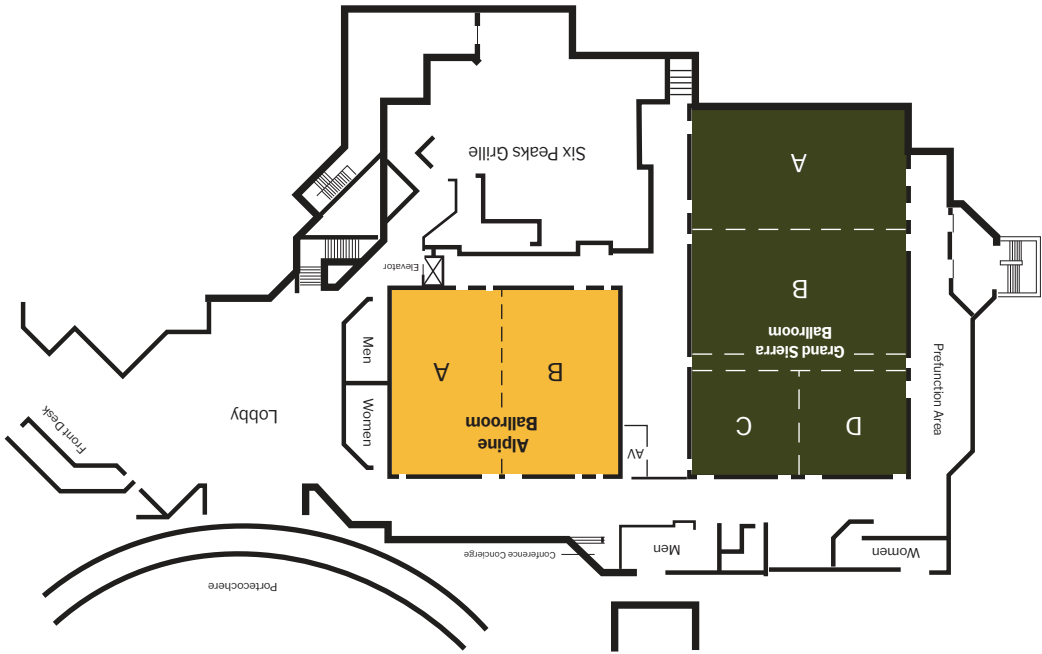 Portecochere
Women
Men
Conference Concierge
AV
Alpine
Ballroom
Women
Front Desk
D
C
Lobby
Prefunction Area
B
A
Men
Grand Sierra
Ballroom
B
Elevator
A
Six Peaks Grille